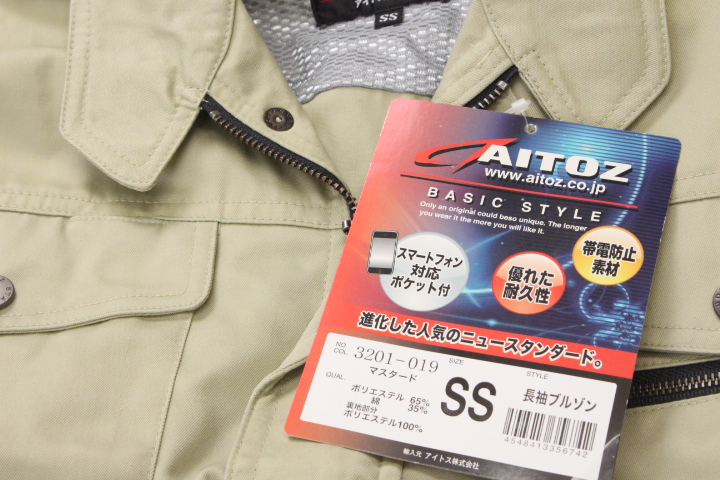 SS
AITOZ
www.aitoz.co.jp
BASIC STYLE
Only an original could beso unique. The longer
you wear it the more you will like it.
スマートフォン
対応
ポケット付
優れた
耐久性
帯電防止
素材
進化した人気のニュースタンダード。
NO.
COL.
3201-019
マスタード
SIZE
SS
STYLE
長袖ブルゾン
QUAL.
ポリエステル 65%
綿 35%
裏地部分
ポリエステル100%
4548413356742
輸入元 アイトス株式会社